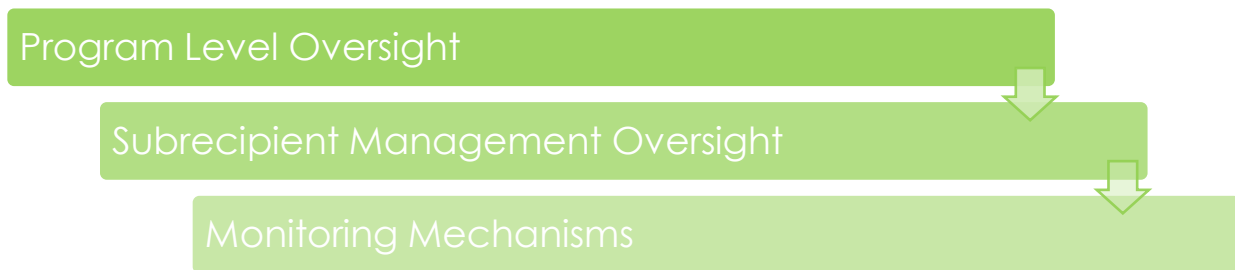 Program Level Oversight
Subrecipient Management Oversight
Monitoring Mechanisms